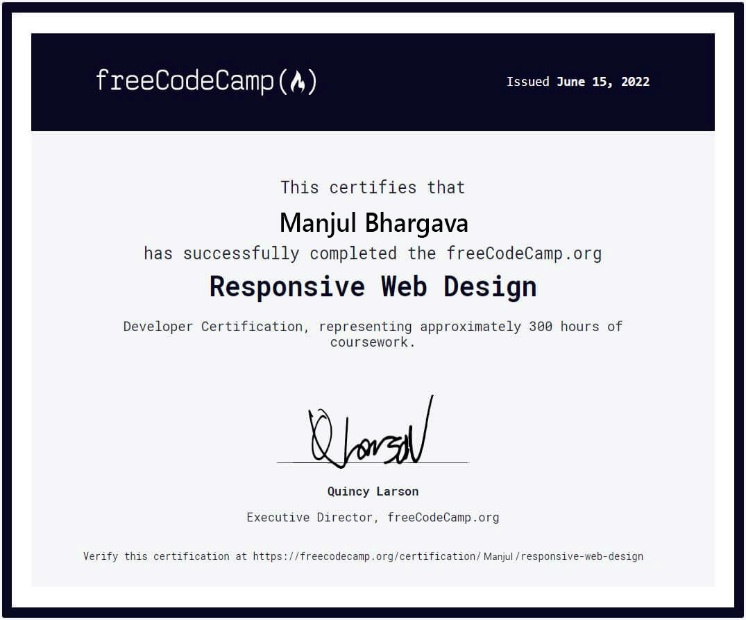 freeCodeCamp(🔥)
Issued June 15, 2022
This certifies that
Manjul Bhargava
has successfully completed the freeCodeCamp.org
Responsive Web Design
Developer Certification, representing approximately 300 hours of
coursework.
Q Larson
Quincy Larson
Executive Director, freeCodeCamp.org
Verify this certification at https://freecodecamp.org/certification/ Manjul /responsive-web-design